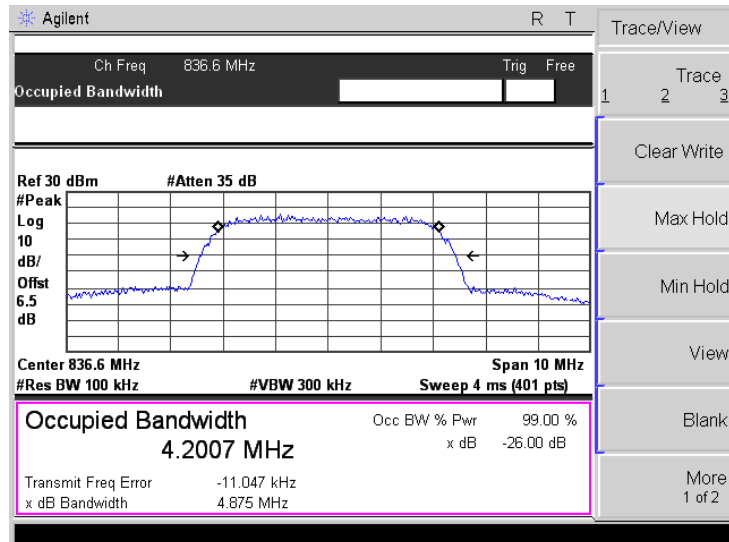 Agilent R T
Trace/View
Ch Freq 836.6 MHz Trig Free
Occupied Bandwidth
Trace
1 2 3
Clear Write
Ref 30 dBm #Atten 35 dB
#Peak
Log
10
dB/
Offst
6.5
dB
Max Hold
Min Hold
Center 836.6 MHz Span 10 MHz
#Res BW 100 kHz #VBW 300 kHz Sweep 4 ms (401 pts)
View
Occupied Bandwidth
4.2007 MHz
Occ BW % Pwr 99.00 %
x dB -26.00 dB
Transmit Freq Error -11.047 kHz
x dB Bandwidth 4.875 MHz
Blank
More
1 of 2